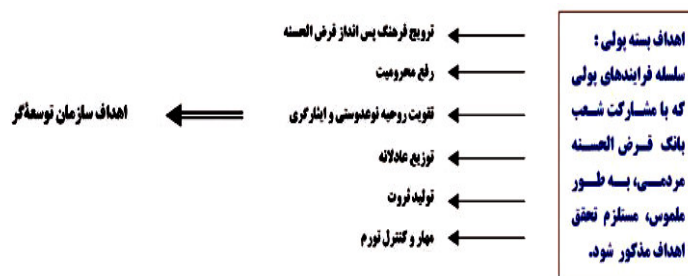 اهداف بسته پولی :
سلسله فرایندهای پولی
که با مشارکت شعب
بانک قرض الحسنه
مردمی، به طور
ملموس، مستلزم تحقق
اهداف مذکور شود.
ترویج فرهنگ پس انداز قرض الحسنه
رفع محرومیت
تقویت روحیه نوعدوستی و ایثارگری
توزیع عادلانه
تولید ثروت
مهار و کنترل تورم
اهداف سازمان توسعه‌گر